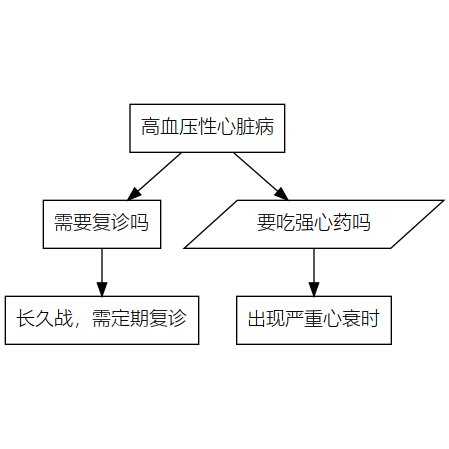 高血压性心脏病
需要复诊吗
要吃强心药吗
长久战，需定期复诊
出现严重心衰时